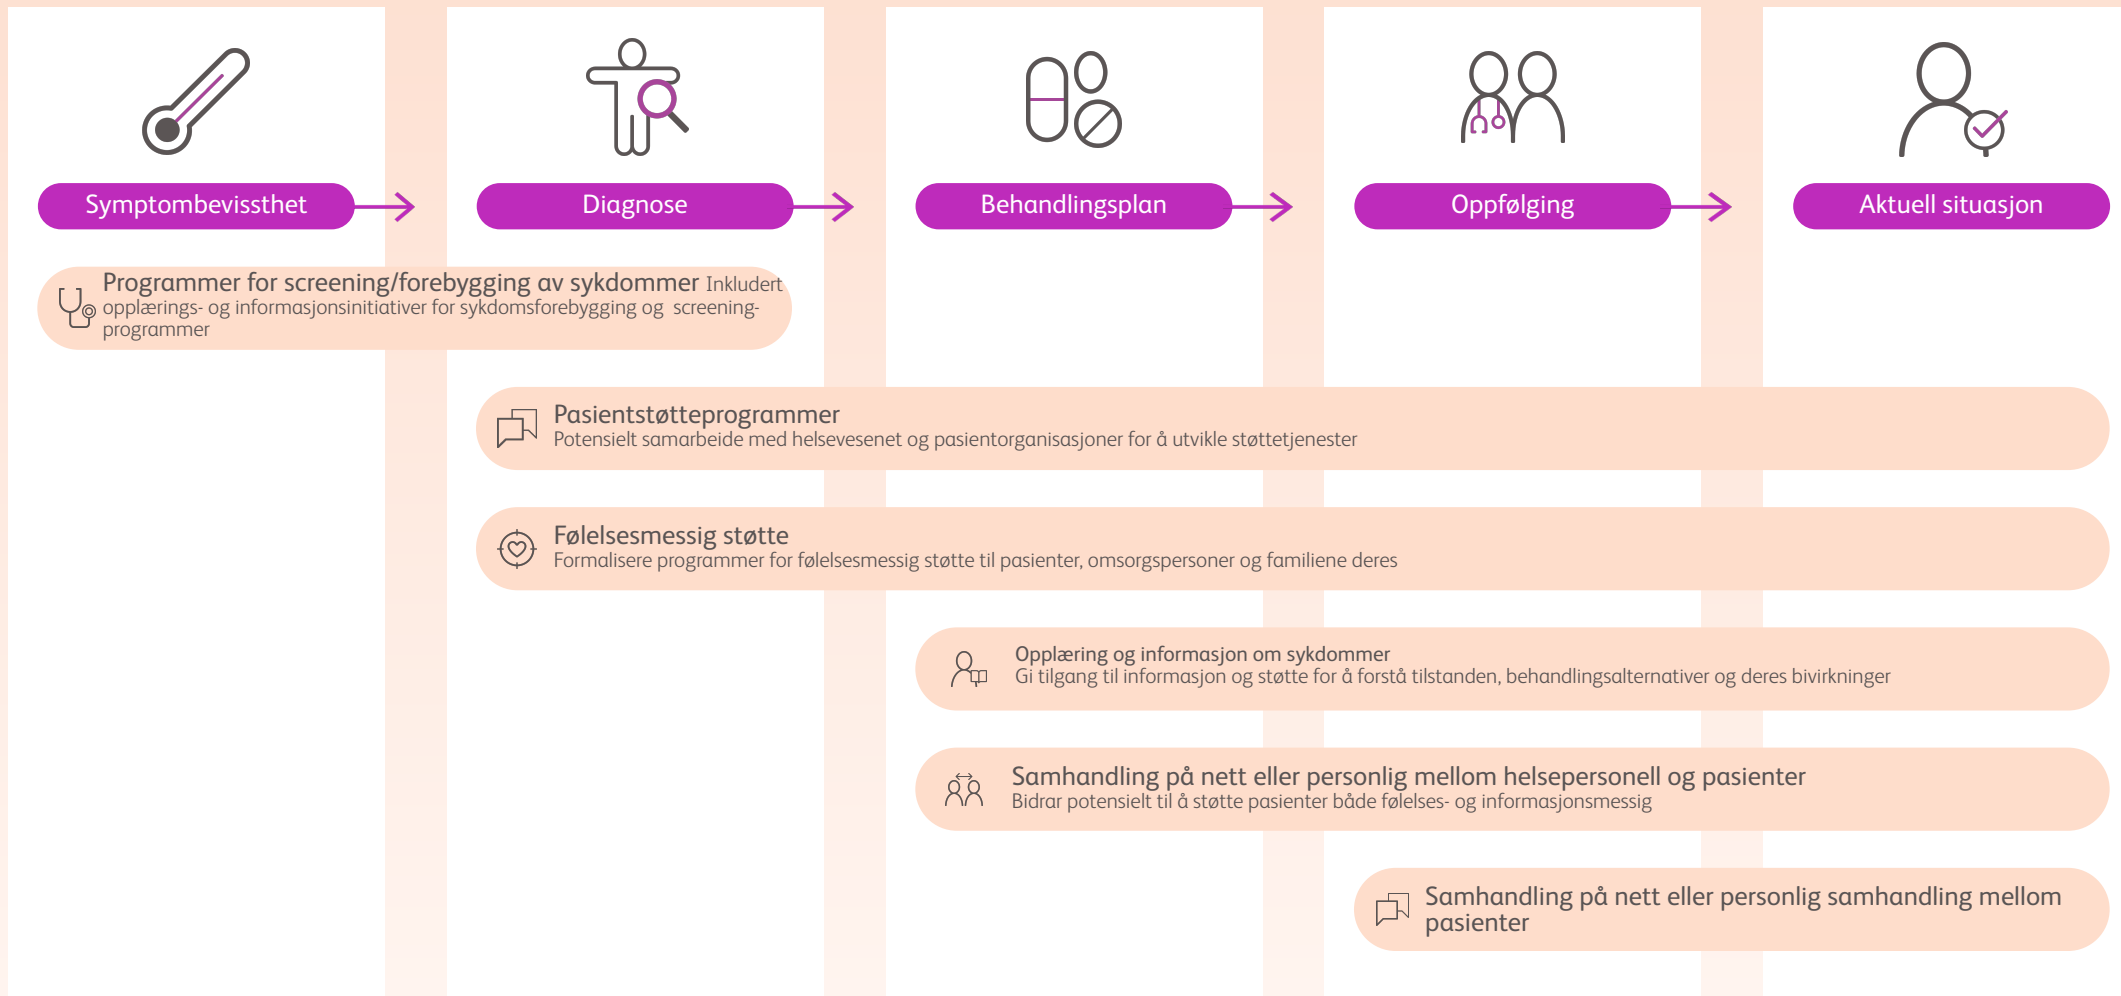 Symptombevissthet
Diagnose
Behandlingsplan
Oppfølging
Aktuell situasjon
Programmer for screening/forebygging av sykdommer Inkludert
opplærings- og informasjonsinitiativer for sykdomsforebygging og screening-
programmer
Pasientstøtteprogrammer
Potensielt samarbeide med helsevesenet og pasientorganisasjoner for å utvikle støttetjenester
Følelsesmessig støtte
Formalisere programmer for følelsesmessig støtte til pasienter, omsorgspersoner og familiene deres
Opplæring og informasjon om sykdommer
Gi tilgang til informasjon og støtte for å forstå tilstanden, behandlingsalternativer og deres bivirkninger
Samhandling på nett eller personlig mellom helsepersonell og pasienter
Bidrar potensielt til å støtte pasienter både følelses- og informasjonsmessig
Samhandling på nett eller personlig samhandling mellom
pasienter